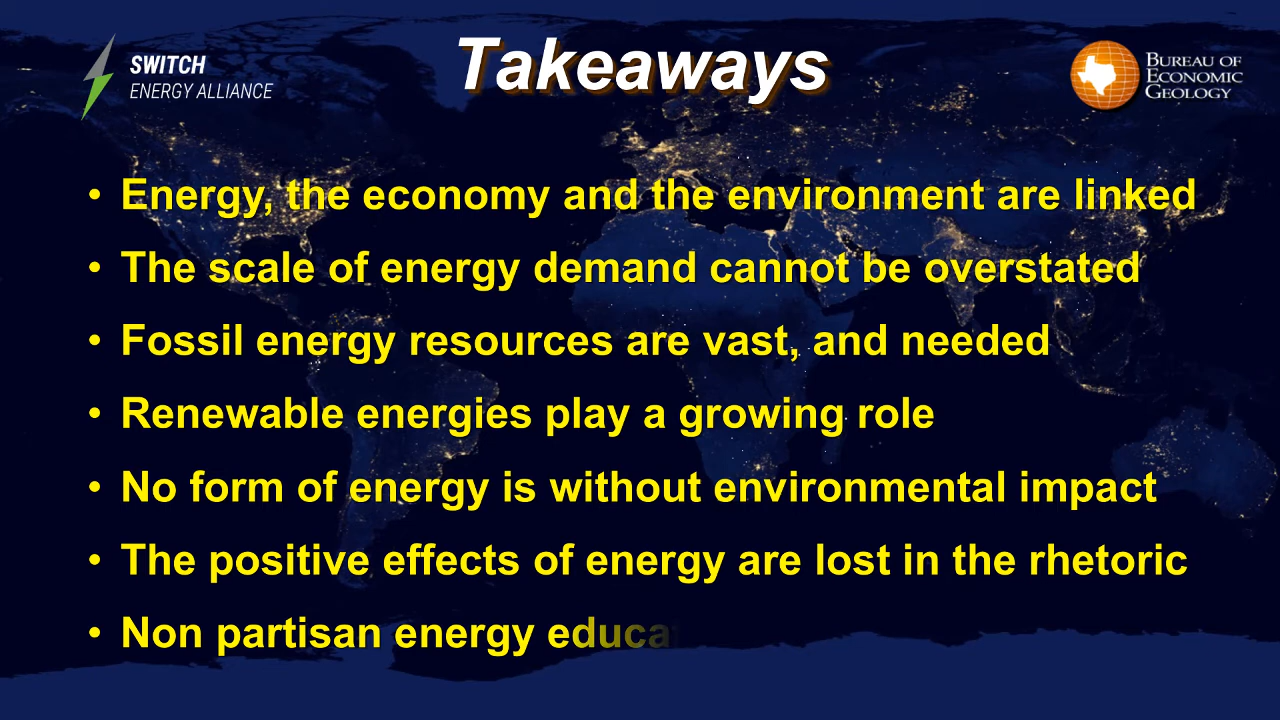 SWITCH
ENERGY ALLIANCE
Takeaways
BUREAU OF
ECONOMIC
GEOLOGY
• Energy, the economy and the environment are linked
• The scale of energy demand cannot be overstated
• Fossil energy resources are vast, and needed
• Renewable energies play a growing role
• No form of energy is without environmental impact
• The positive effects of energy are lost in the rhetoric
• Non partisan energy